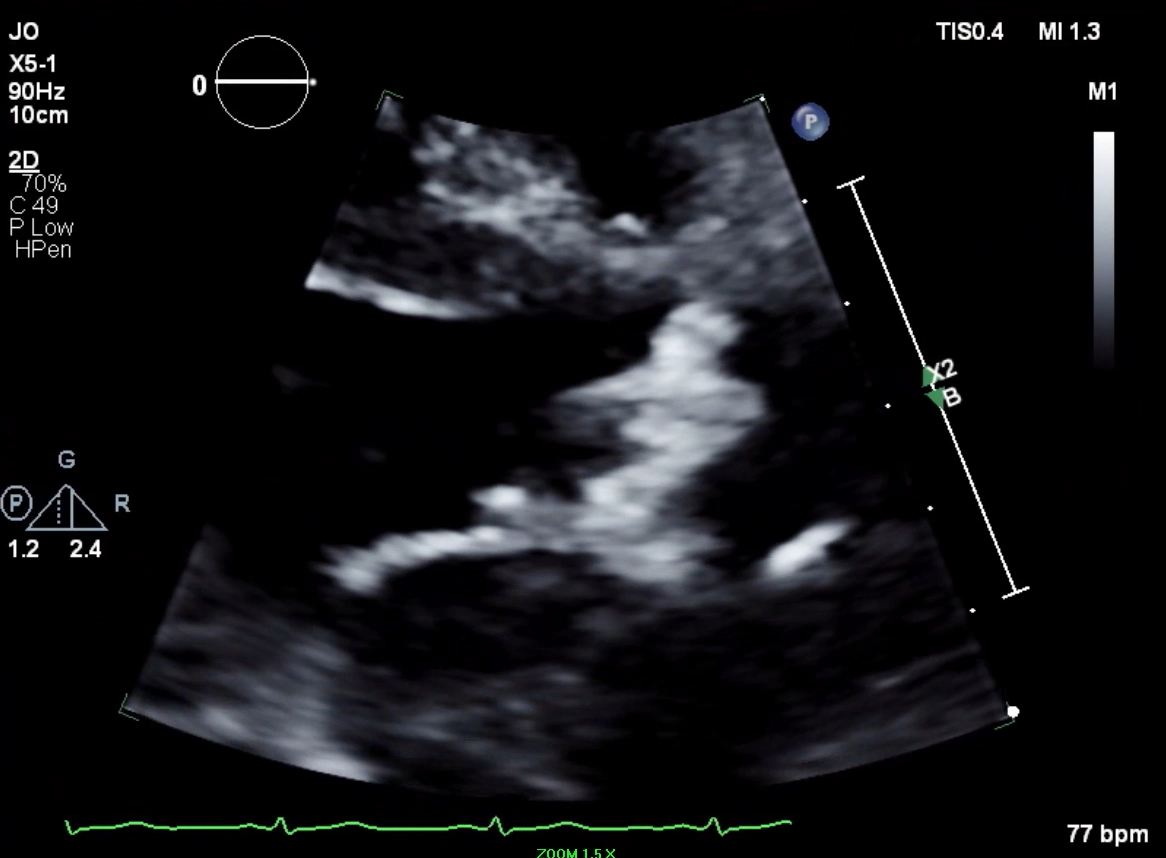 JO
X5-1
90Hz
10cm
2D
70%
C 49
P Low
HPen
0
TIS0.4 MI 1.3
M1
P
X2
B
G
P R
1.2 2.4
77 bpm
ZOOM 1.5 X